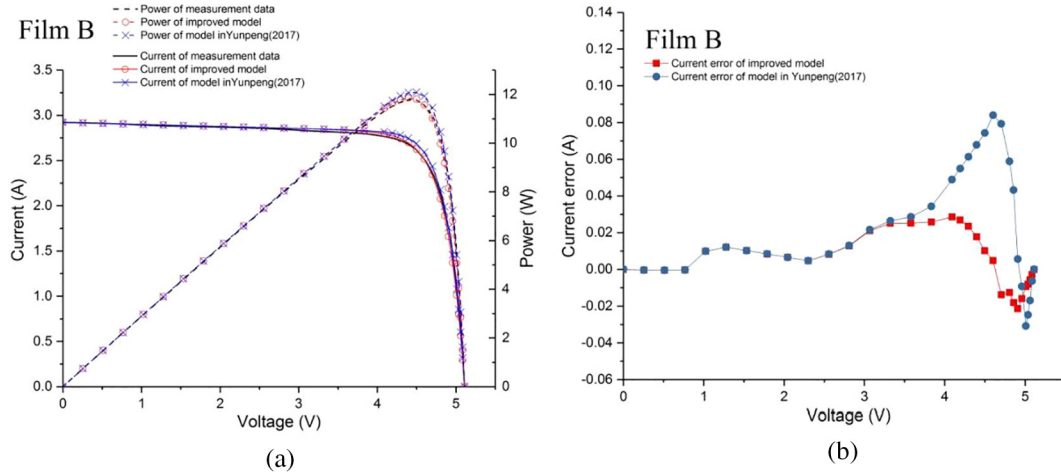 Film B
Power of measurement data
Power of improved model
Power of model inYunpeng(2017)
Current of measurement data
Current of improved model
Current of model inYunpeng(2017)
3.5
3.0
2.5
2.0
1.5
1.0
0.5
0.0
Current (A)
12
10
8
6
4
2
0
Power (W)
0 1 2 3 4 5
Voltage (V)
(a)
Film B
Current error of improved model
Current error of model in Yunpeng(2017)
0.14
0.12
0.10
0.08
0.06
0.04
0.02
0.00
-0.02
-0.04
-0.06
Current error (A)
0 1 2 3 4 5
Voltage (V)
(b)